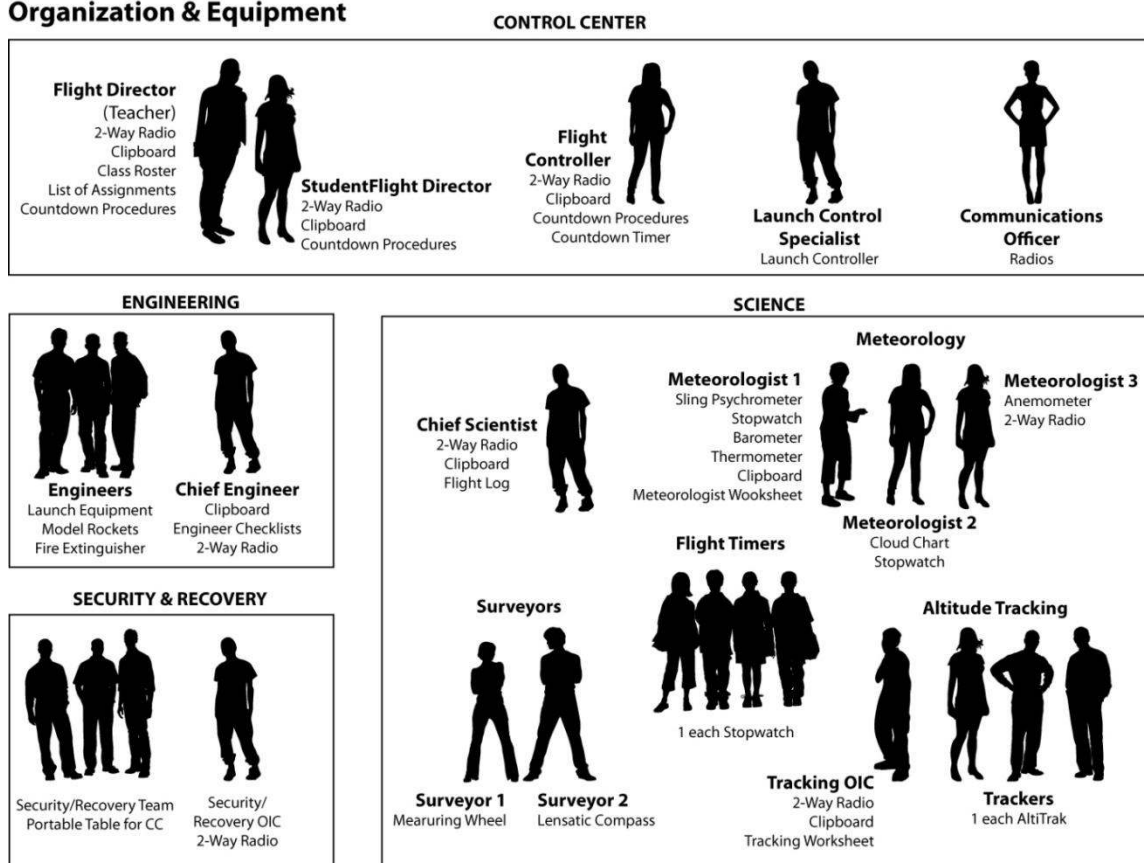 Organization & Equipment
CONTROL CENTER
Flight Director
(Teacher)
2-Way Radio
Clipboard
Class Roster
List of Assignments
Countdown Procedures
StudentFlight Director
2-Way Radio
Clipboard
Countdown Procedures
Flight
Controller
2-Way Radio
Clipboard
Countdown Procedures
Countdown Timer
Launch Control
Specialist
Launch Controller
Communications
Officer
Radios
ENGINEERING
Engineers
Launch Equipment
Model Rockets
Fire Extinguisher
Chief Engineer
Clipboard
Engineer Checklists
2-Way Radio
SECURITY & RECOVERY
Security/Recovery Team
Portable Table for CC
Security/
Recovery OIC
2-Way Radio
SCIENCE
Chief Scientist
2-Way Radio
Clipboard
Flight Log
Meteorology
Meteorologist 1
Sling Psychrometer
Stopwatch
Barometer
Thermometer
Clipboard
Meteorologist Wooksheet
Meteorologist 2
Cloud Chart
Stopwatch
Meteorologist 3
Anemometer
2-Way Radio
Surveyors
Surveyor 1
Mearuring Wheel
Surveyor 2
Lensatic Compass
Flight Timers
1 each Stopwatch
Altitude Tracking
Tracking OIC
2-Way Radio
Clipboard
Tracking Worksheet
Trackers
1 each AltiTrak